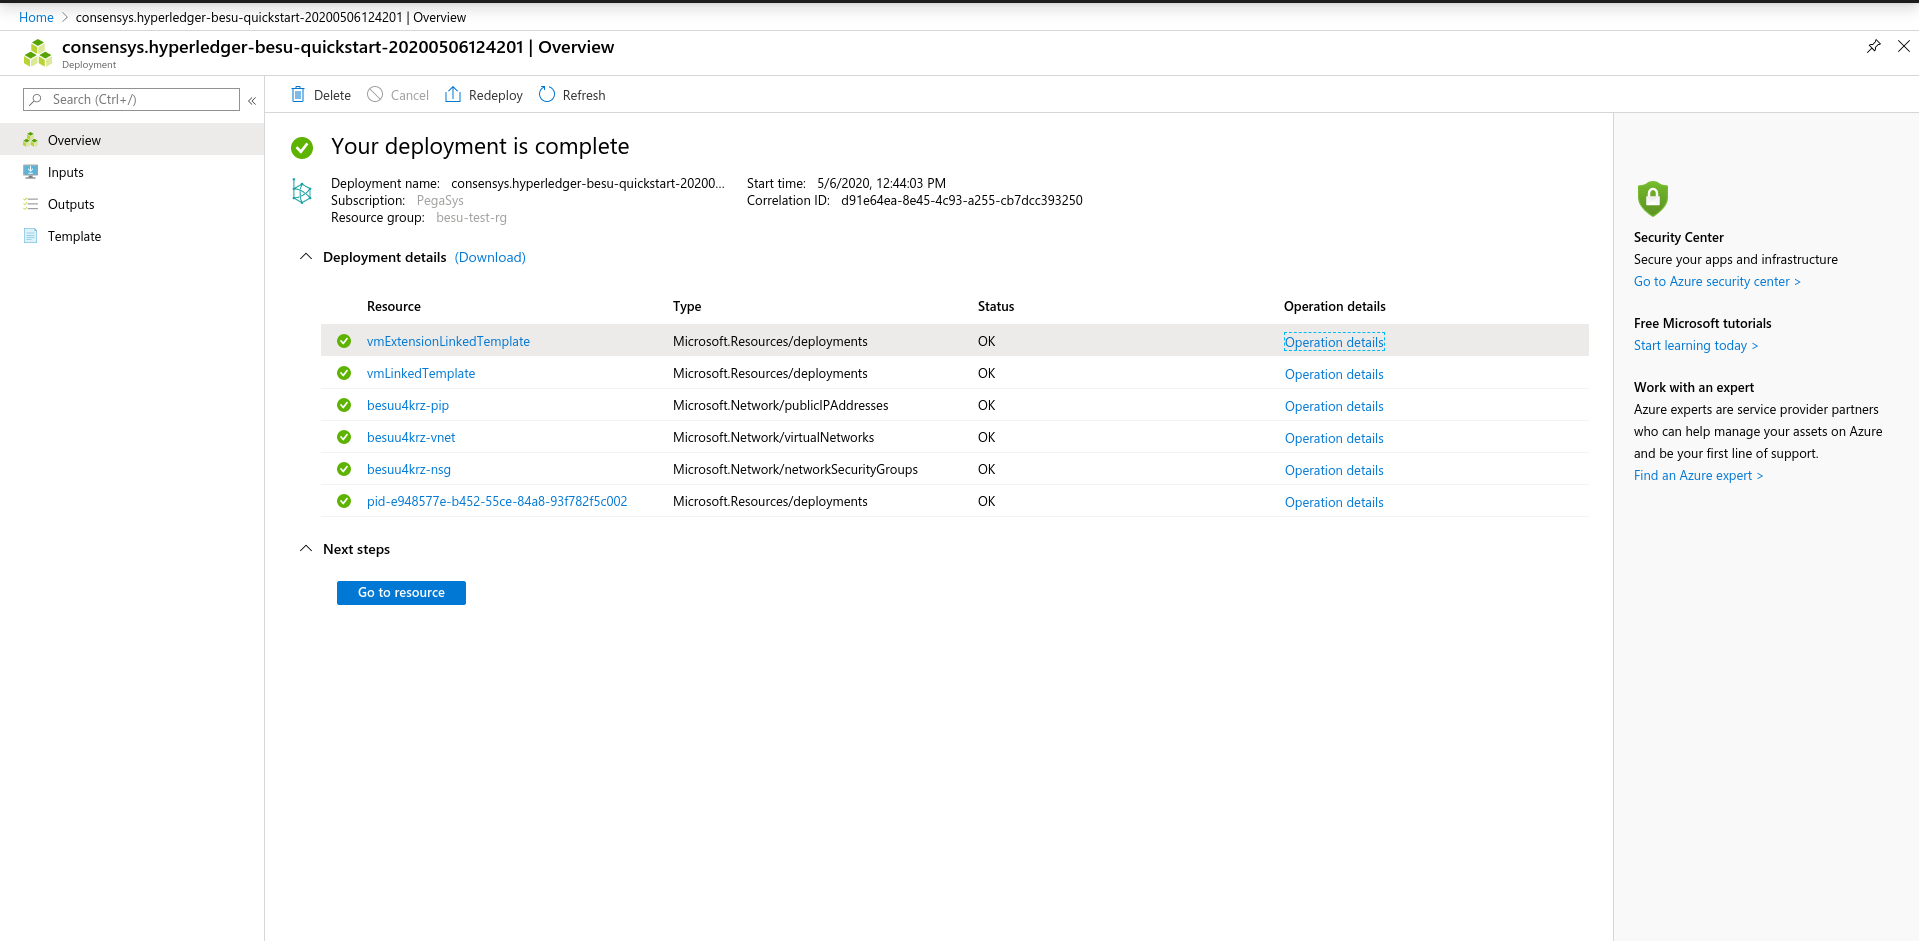 Home > consensys.hyperledger-besu-quickstart-20200506124201 | Overview
consensys.hyperledger-besu-quickstart-20200506124201 | Overview
Deployment
Search (Ctrl+/)
«
Overview
Inputs
Outputs
Template
Delete Cancel Redeploy Refresh
Your deployment is complete
Deployment name: consensys.hyperledger-besu-quickstart-20200... Start time: 5/6/2020, 12:44:03 PM
Subscription: PegaSys Correlation ID: d91e64ea-8e45-4c93-a255-cb7dcc393250
Resource group: besu-test-rg
Deployment details (Download)
Resource Type Status Operation details
vmExtensionLinkedTemplate Microsoft.Resources/deployments OK Operation details
vmLinkedTemplate Microsoft.Resources/deployments OK Operation details
besuu4krz-pip Microsoft.Network/publicIPAddresses OK Operation details
besuu4krz-vnet Microsoft.Network/virtualNetworks OK Operation details
besuu4krz-nsg Microsoft.Network/networkSecurityGroups OK Operation details
pid-e948577e-b452-55ce-84a8-93f782f5c002 Microsoft.Resources/deployments OK Operation details
Next steps
Go to resource
Security Center
Secure your apps and infrastructure
Go to Azure security center >
Free Microsoft tutorials
Start learning today >
Work with an expert
Azure experts are service provider partners
who can help manage your assets on Azure
and be your first line of support.
Find an Azure expert >